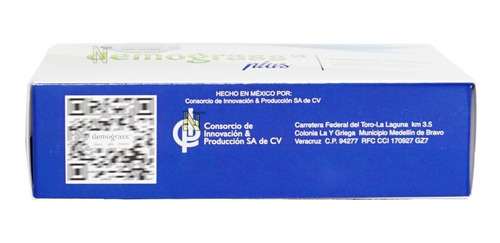 Demograss
plus
HECHO EN MÉXICO POR:
Consorcio de Innovación & Producción SA de CV
demograss
Consorcio de
Innovación &
Producción SA de CV
Carretera Federal del Toro-La Laguna km 3.5
Colonia La Y Griega Municipio Medellín de Bravo
Veracruz C.P. 94277 RFC CCI 170927 GZ7